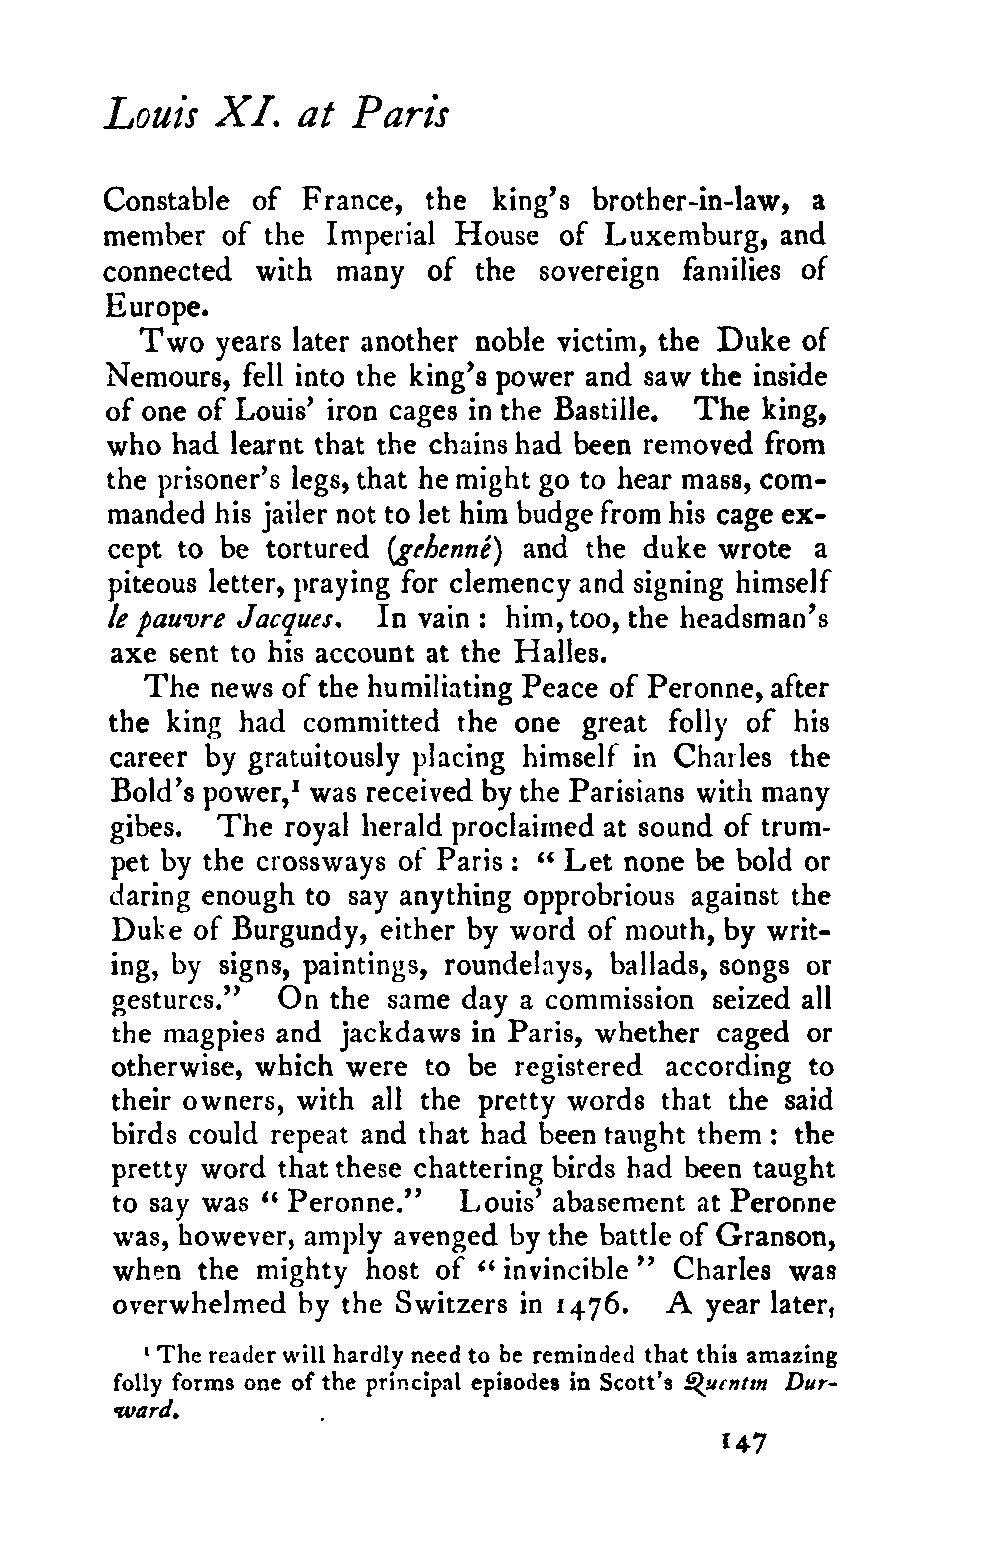 Louis XI. at Paris
Constable of France, the king's brother-in-law, a
member of the Imperial House of Luxemburg, and
connected with many of the sovereign families of
Europe.
Two years later another noble victim, the Duke of
Nemours, fell into the king's power and saw the inside
of one of Louis' iron cages in the Bastille. The king,
who had learnt that the chains had been removed from
the prisoner's legs, that he might go to hear mass, com-
manded his jailer not to let him budge from his cage ex-
cept to be tortured (gehenné) and the duke wrote a
piteous letter, praying for clemency and signing himself
le pauvre Jacques. In vain : him, too, the headsman's
axe sent to his account at the Halles.
The news of the humiliating Peace of Peronne, after
the king had committed the one great folly of his
career by gratuitously placing himself in Charles the
Bold's power,¹ was received by the Parisians with many
gibes. The royal herald proclaimed at sound of trum-
pet by the crossways of Paris : “ Let none be bold or
daring enough to say anything opprobrious against the
Duke of Burgundy, either by word of mouth, by writ-
ing, by signs, paintings, roundelays, ballads, songs or
gestures.” On the same day a commission seized all
the magpies and jackdaws in Paris, whether caged or
otherwise, which were to be registered according to
their owners, with all the pretty words that the said
birds could repeat and that had been taught them : the
pretty word that these chattering birds had been taught
to say was “ Peronne.” Louis' abasement at Peronne
was, however, amply avenged by the battle of Granson,
when the mighty host of “ invincible ” Charles was
overwhelmed by the Switzers in 1476. A year later,
¹ The reader will hardly need to be reminded that this amazing
folly forms one of the principal episodes in Scott's Quentin Dur-
ward.
147